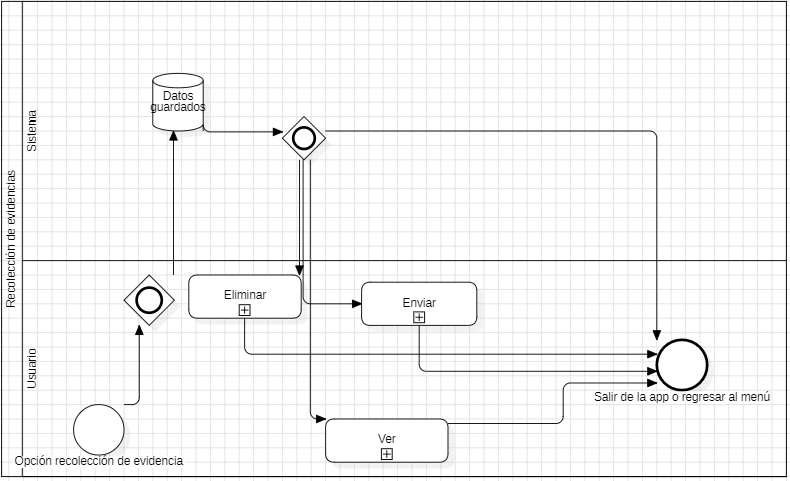 Recolección de evidencias
Sistema
Datos
guardados
Usuario
Eliminar
Enviar
Salir de la app o regresar al menú
Ver
Opción recolección de evidencia